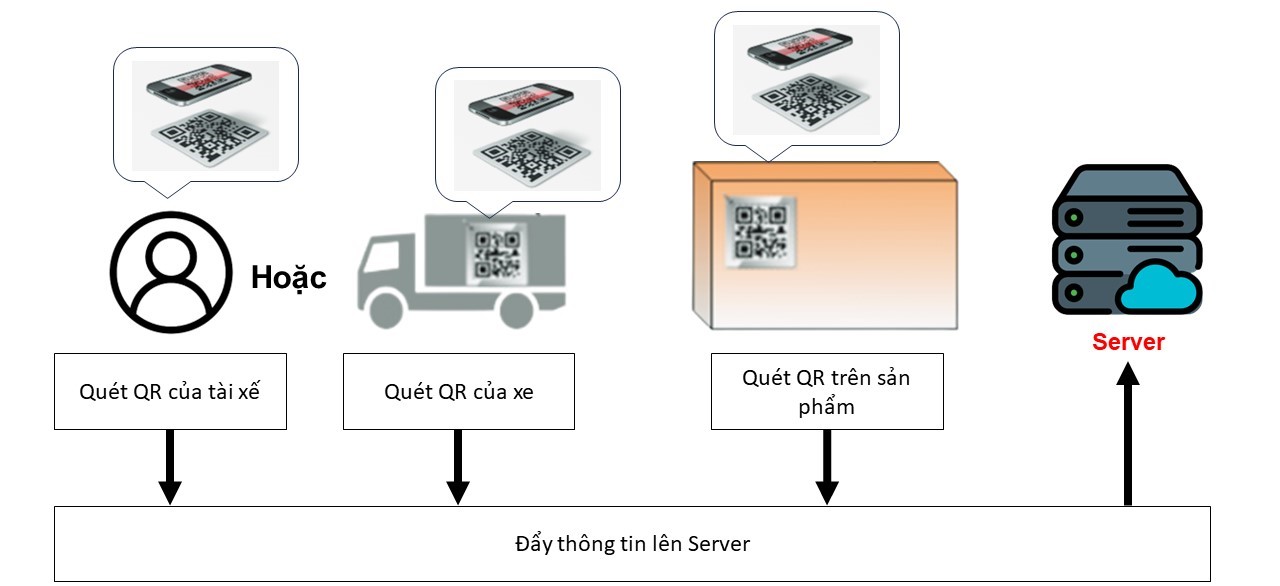 Hoặc
Server
Quét QR của tài xế
Quét QR của xe
Quét QR trên sản
phẩm
Đẩy thông tin lên Server